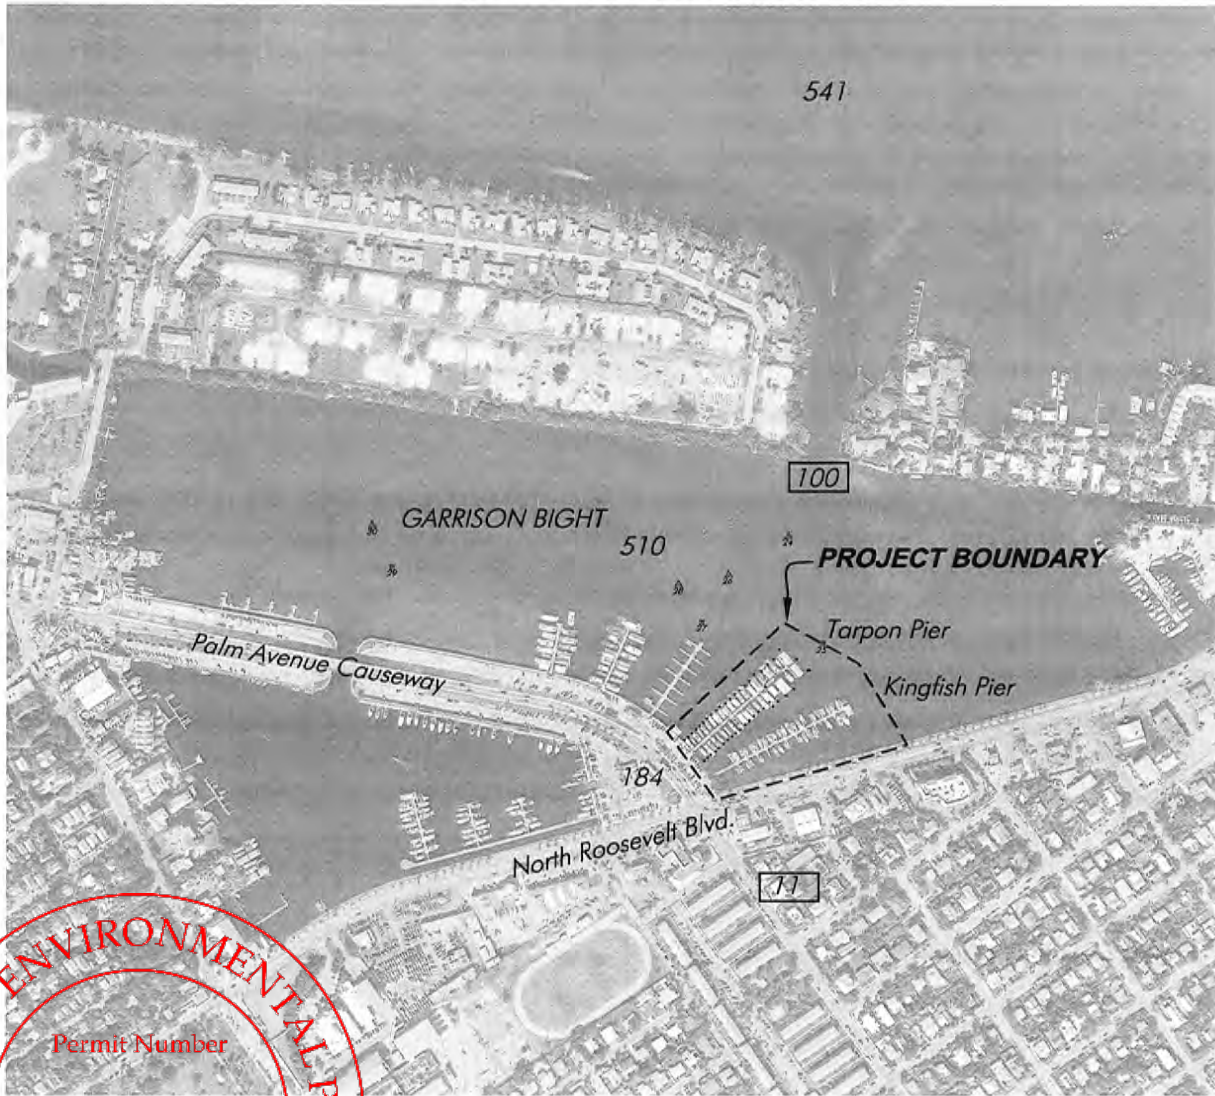 541
100
GARRISON BIGHT
510
PROJECT BOUNDARY
Tarpon Pier
Palm Avenue Causeway
Kingfish Pier
184
North Roosevelt Blvd.
11
ENVIRONMENTAL
Permit Number